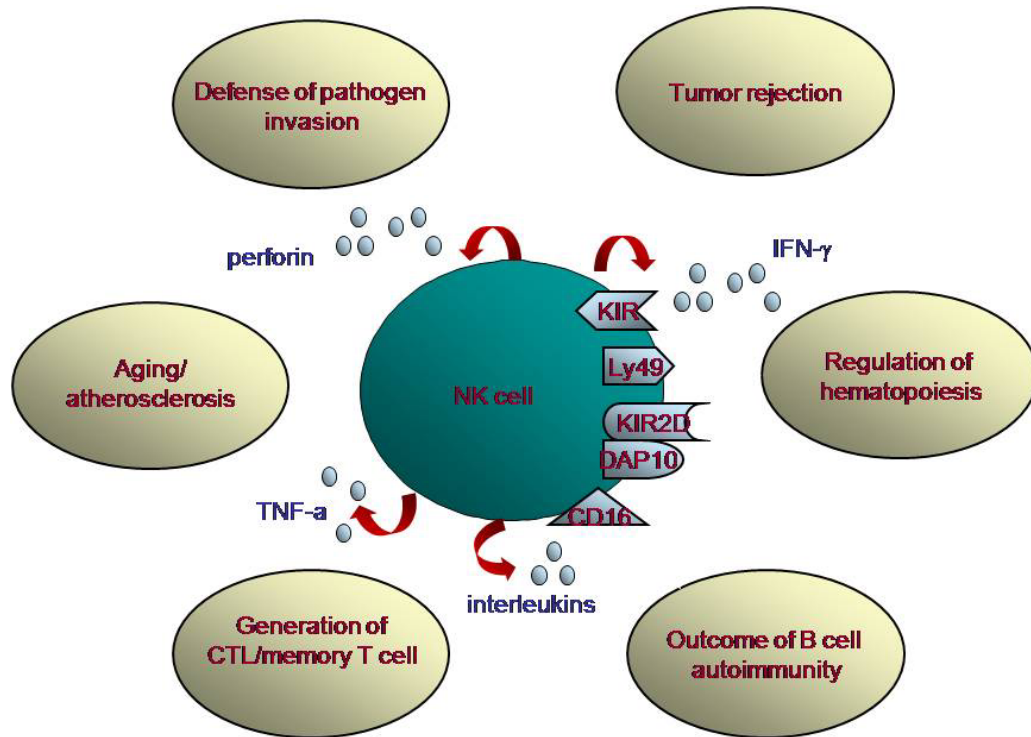 Defense of pathogen
invasion
Tumor rejection
perforin
IFN-γ
KIR
Ly49
KIR2D
DAP10
CD16
NK cell
Aging/
atherosclerosis
Regulation of
hematopoiesis
TNF-a
interleukins
Generation of
CTL/memory T cell
Outcome of B cell
autoimmunity